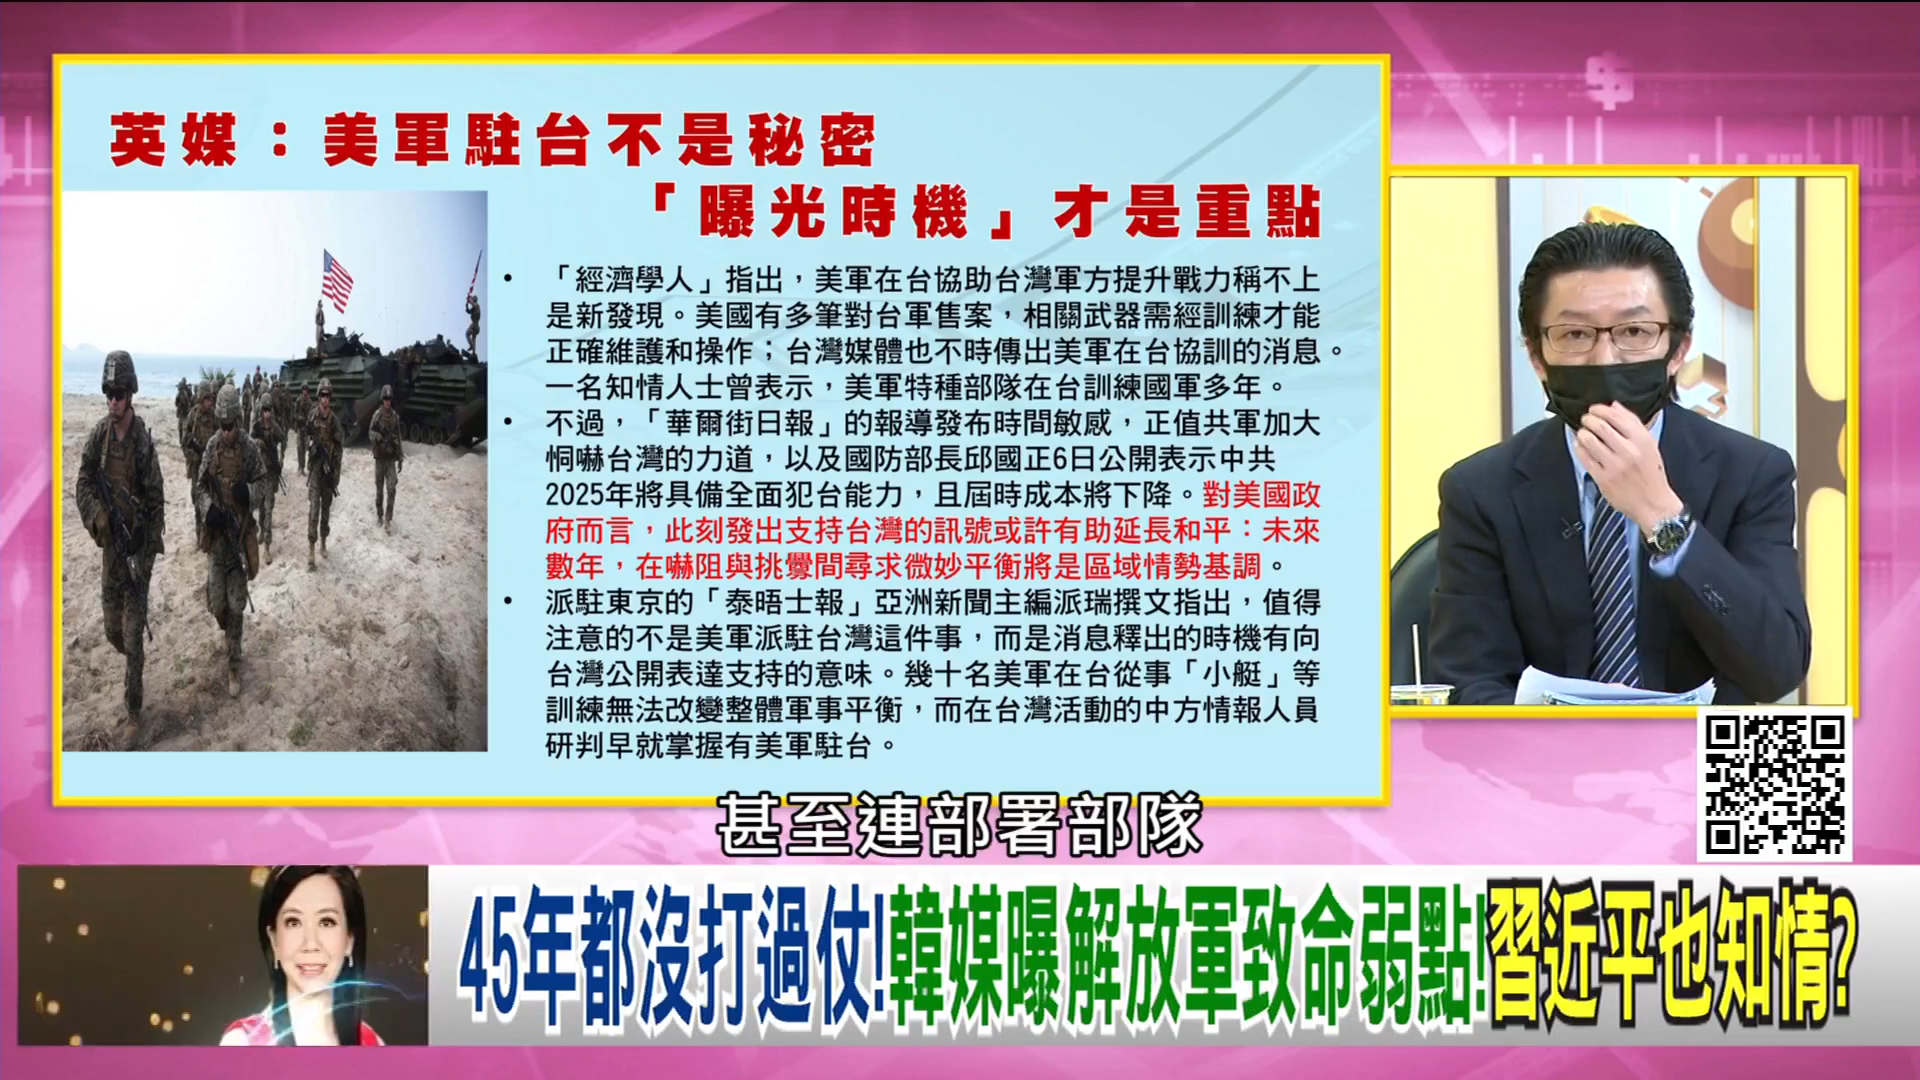 英媒：美軍駐台不是秘密
「曝光時機」才是重點
• 「經濟學人」指出，美軍在台協助台灣軍方提升戰力稱不上
是新發現。美國有多筆對台軍售案，相關武器需經訓練才能
正確維護和操作；台灣媒體也不時傳出美軍在台協訓的消息。
一名知情人士曾表示，美軍特種部隊在台訓練國軍多年。
• 不過，「華爾街日報」的報導發布時間敏感，正值共軍加大
恫嚇台灣的力道，以及國防部長邱國正6日公開表示中共
2025年將具備全面犯台能力，且屆時成本將下降。對美國政
府而言，此刻發出支持台灣的訊號或許有助延長和平：未來
數年，在嚇阻與挑釁間尋求微妙平衡將是區域情勢基調。
• 派駐東京的「泰晤士報」亞洲新聞主編派瑞撰文指出，值得
注意的不是美軍派駐台灣這件事，而是消息釋出的時機有向
台灣公開表達支持的意味。幾十名美軍在台從事「小艇」等
訓練無法改變整體軍事平衡，而在台灣活動的中方情報人員
研判早就掌握有美軍駐台。
甚至連部署部隊
45年都沒打過仗!韓媒曝解放軍致命弱點!習近平也知情?